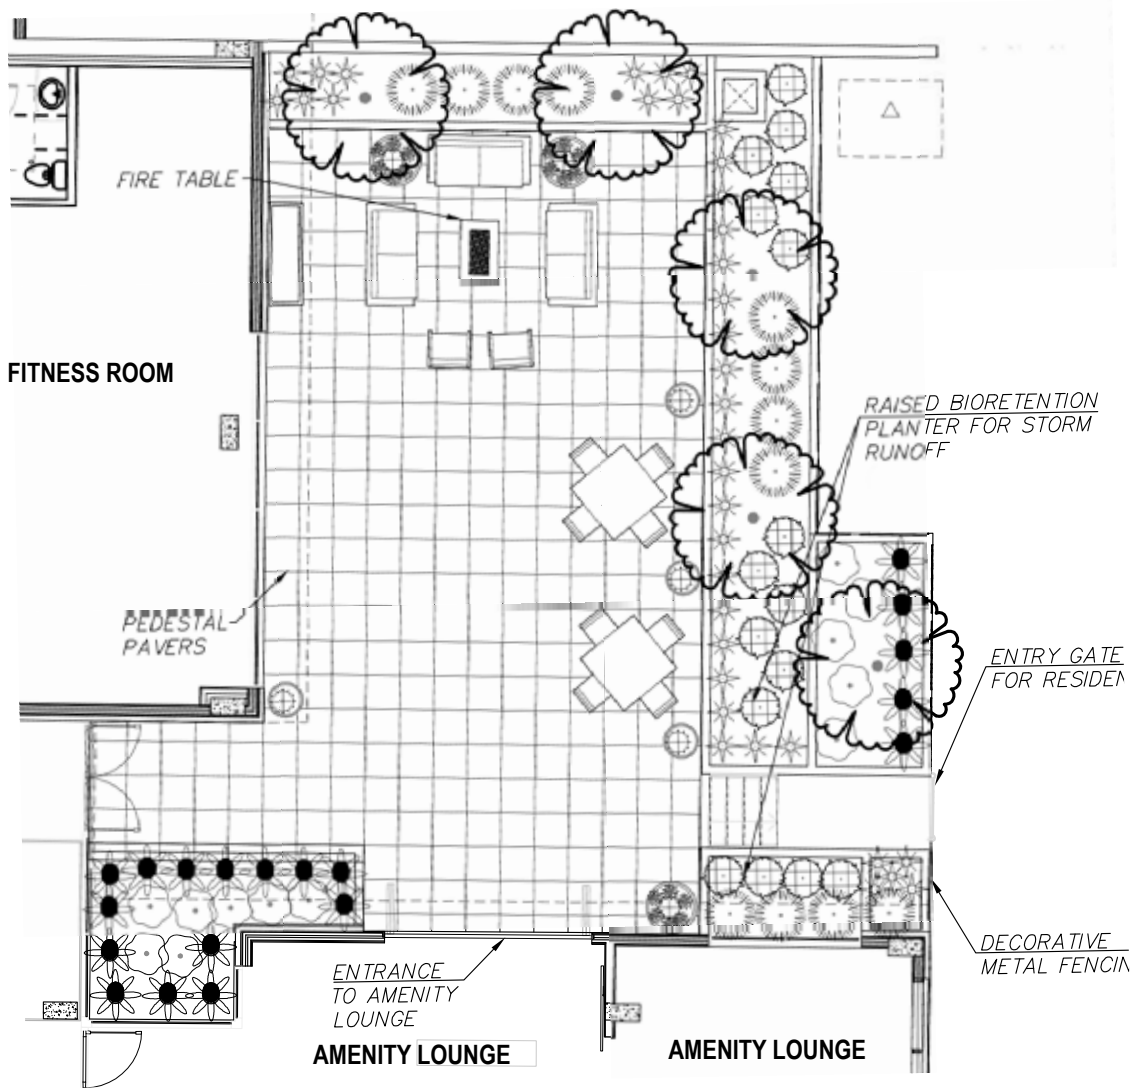 FIRE TABLE
FITNESS ROOM
RAISED BIORETENTION
PLANTER FOR STORM
RUNOFF
PEDESTAL
PAVERS
ENTRY GATE
FOR RESIDEN
DECORATIVE
METAL FENCIN
ENTRANCE
TO AMENITY
LOUNGE
AMENITY LOUNGE
AMENITY LOUNGE